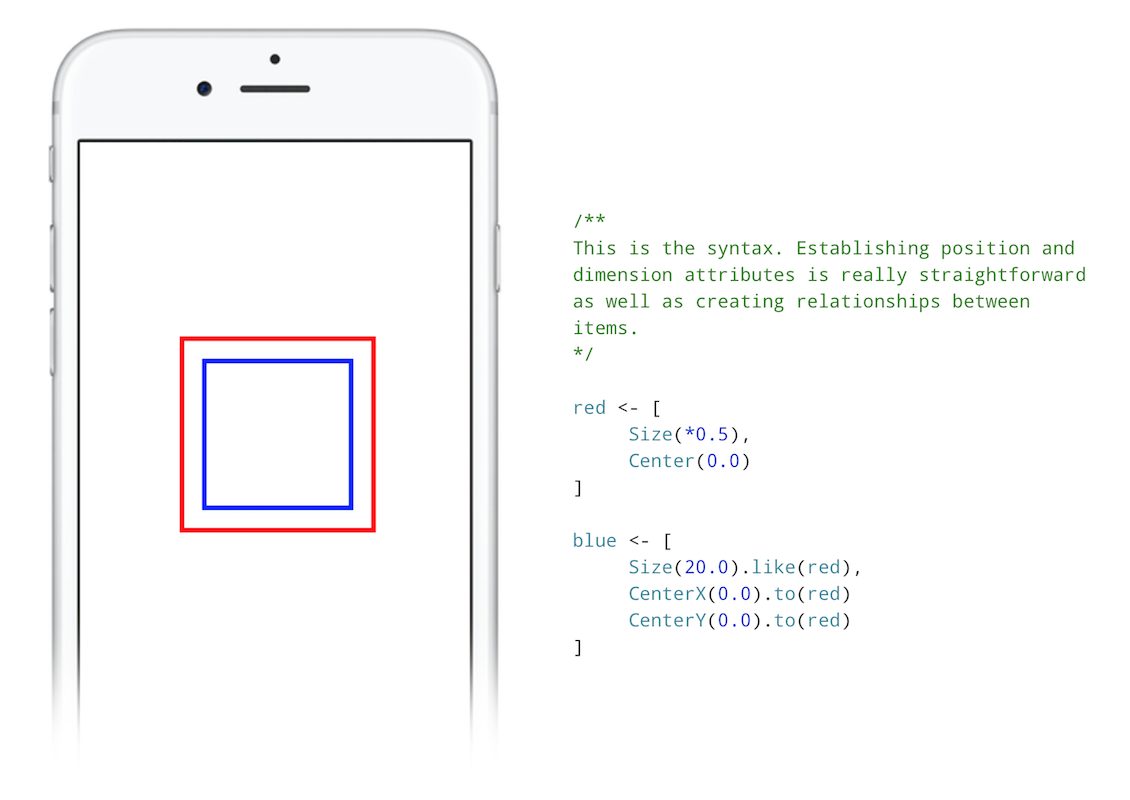 /**
This is the syntax. Establishing position and
dimension attributes is really straightforward
as well as creating relationships between
items.
*/
red <- [
Size(*0.5),
Center(0.0)
]
blue <- [
Size(20.0).like(red),
CenterX(0.0).to(red)
CenterY(0.0).to(red)
]